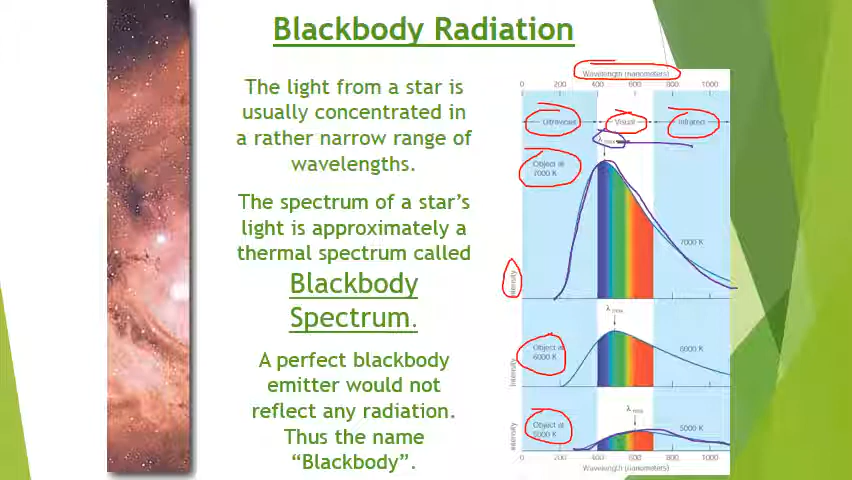 Blackbody Radiation
The light from a star is
usually concentrated in
a rather narrow range of
wavelengths.
The spectrum of a star's
light is approximately a
thermal spectrum called
Blackbody
Spectrum.
A perfect blackbody
emitter would not
reflect any radiation.
Thus the name
“Blackbody”.
Wavelength (nanometers)
0 200 400 600 800 1000
Ultraviolet Visual Infrared
λ max
Object at
7000 K
7000 K
Intensity
λ max
Object at
6000 K
6000 K
Intensity
λ max
Object at
5000 K
5000 K
Intensity
0 200 400 600 800 1000
Wavelength (nanometers)